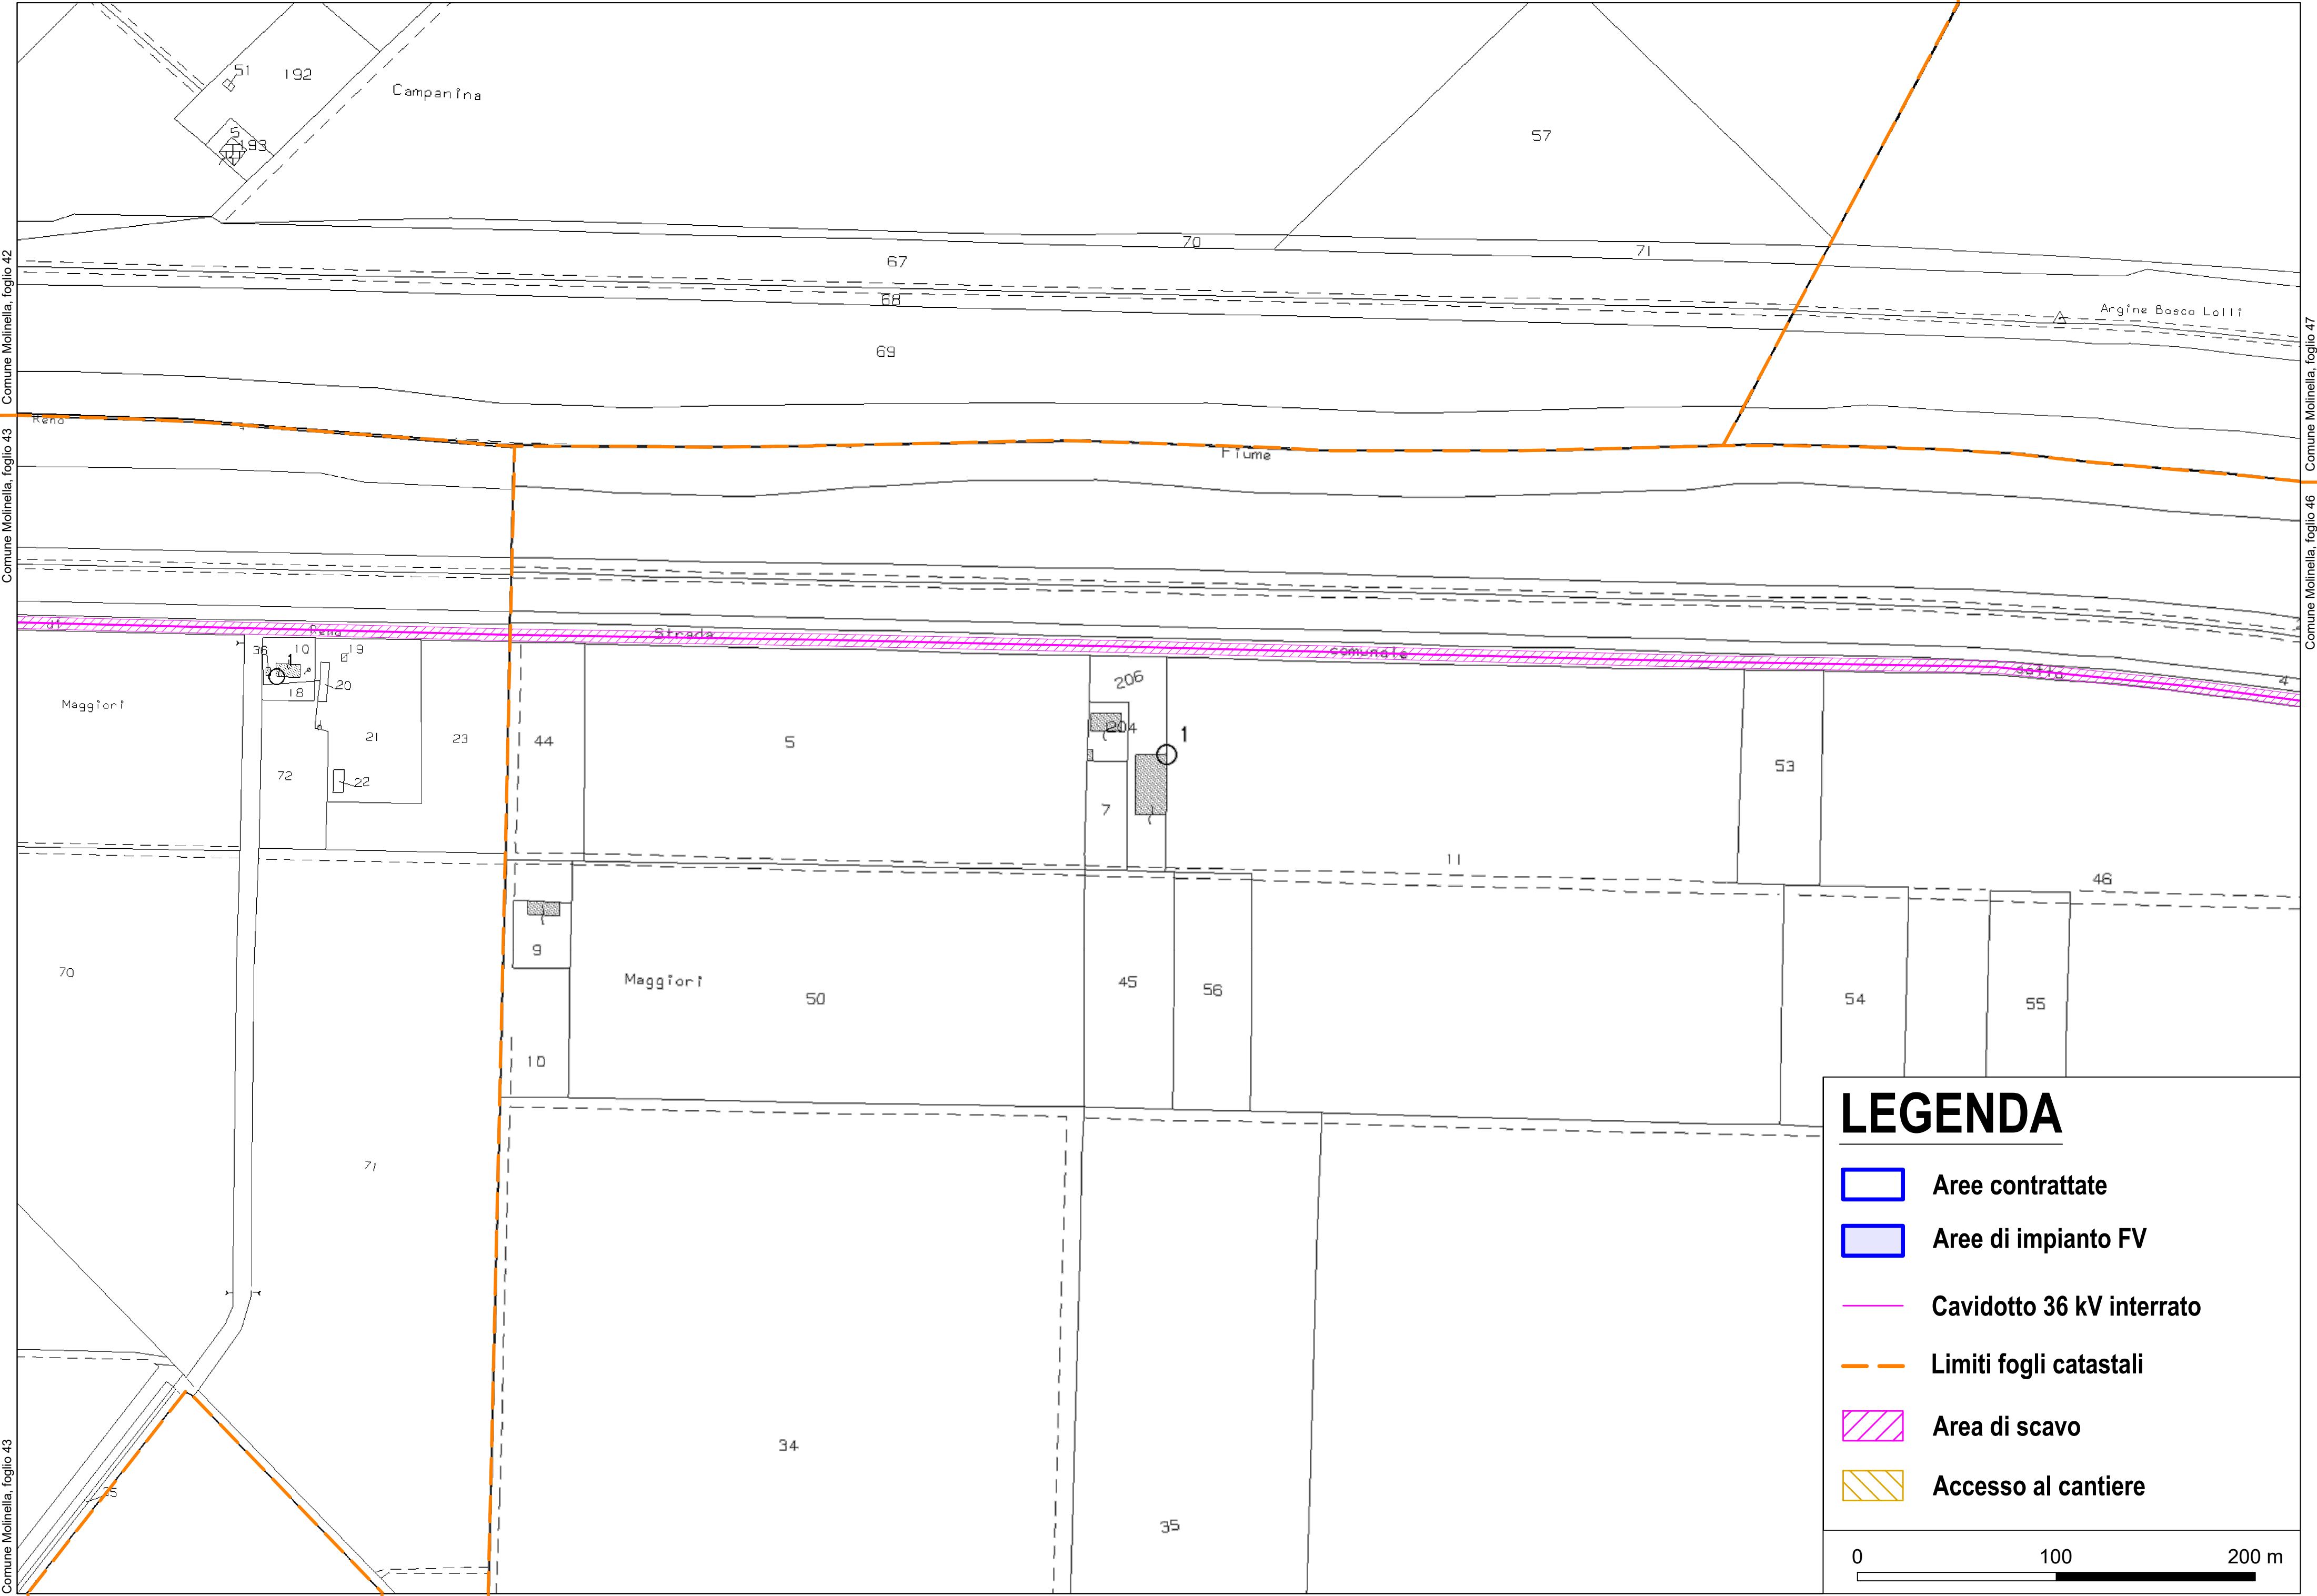 51
192
Campanina
5
193
57
70
71
67
68
69
Argine Bosco Lolli
Comune Molinella, foglio 42
Comune Molinella, foglio 43
Comune Molinella, foglio 47
Comune Molinella, foglio 46
Reno
Fiume
di
Reno
Strada
comunale
sotto
4
36
10
1
19
18
20
Maggiori
21
23
72
22
44
5
206
204
1
7
53
11
46
70
9
Maggiori
50
45
56
54
55
10
71
34
35
Comune Molinella, foglio 43
LEGENDA
Aree contrattate
Aree di impianto FV
Cavidotto 36 kV interrato
Limiti fogli catastali
Area di scavo
Accesso al cantiere
0 100 200 m